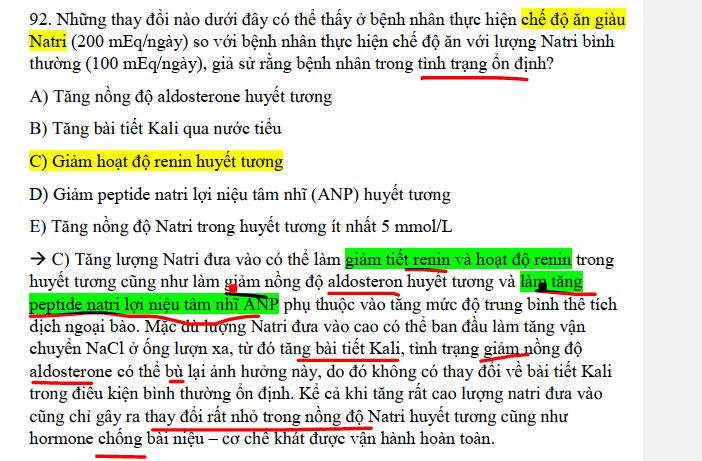 92. Những thay đổi nào dưới đây có thể thấy ở bệnh nhân thực hiện chế độ ăn giàu
Natri (200 mEq/ngày) so với bệnh nhân thực hiện chế độ ăn với lượng Natri bình
thường (100 mEq/ngày), giả sử rằng bệnh nhân trong tình trạng ổn định?
A) Tăng nồng độ aldosterone huyết tương
B) Tăng bài tiết Kali qua nước tiểu
C) Giảm hoạt độ renin huyết tương
D) Giảm peptide natri lợi niệu tâm nhĩ (ANP) huyết tương
E) Tăng nồng độ Natri trong huyết tương ít nhất 5 mmol/L
→ C) Tăng lượng Natri đưa vào có thể làm giảm tiết renin và hoạt độ renin trong
huyết tương cũng như làm giảm nồng độ aldosteron huyết tương và làm tăng
peptide natri lợi niệu tâm nhĩ ANP phụ thuộc vào tăng mức độ trung bình thể tích
dịch ngoại bào. Mặc dù lượng Natri đưa vào cao có thể ban đầu làm tăng vận
chuyển NaCl ở ống lượn xa, từ đó tăng bài tiết Kali, tình trạng giảm nồng độ
aldosterone có thể bù lại ảnh hưởng này, do đó không có thay đổi về bài tiết Kali
trong điều kiện bình thường ổn định. Kể cả khi tăng rất cao lượng natri đưa vào
cũng chỉ gây ra thay đổi rất nhỏ trong nồng độ Natri huyết tương cũng như
hormone chống bài niệu – cơ chế khát được vận hành hoàn toàn.